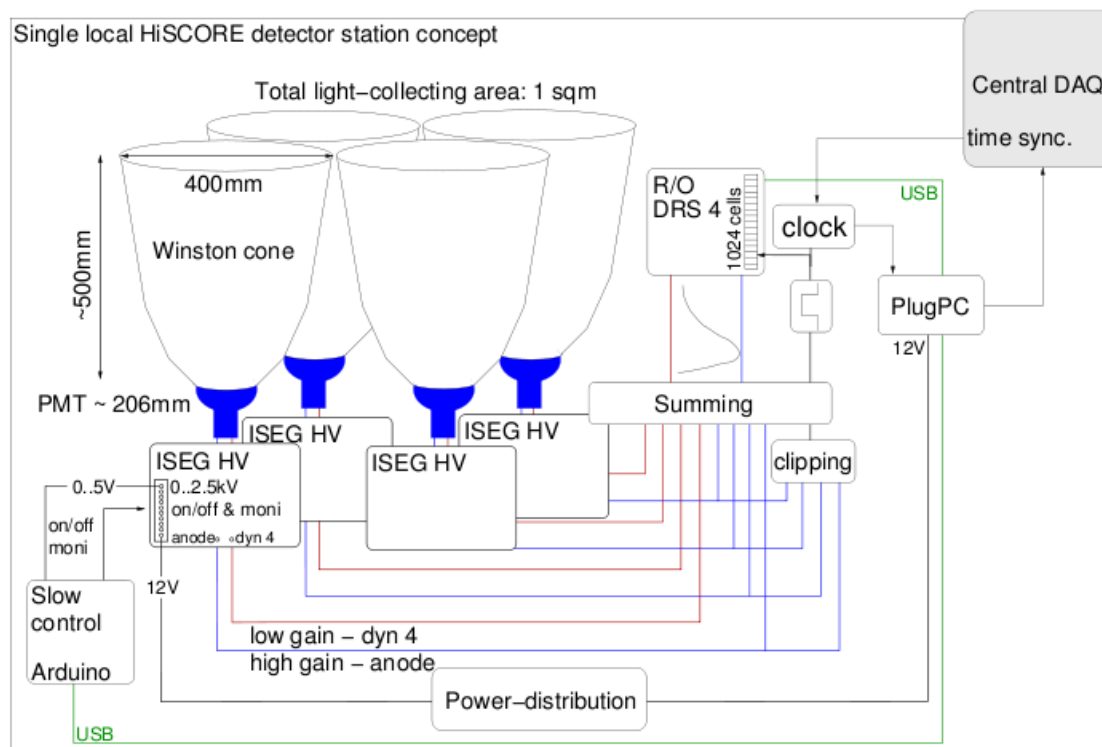 Single local HiSCORE detector station concept
Central DAQ
time sync.
Total light−collecting area: 1 sqm
400mm
~500mm
Winston cone
R/O
DRS 4
1024 cells
USB
clock
PlugPC
12V
PMT ~ 206mm
Summing
ISEG HV
ISEG HV
ISEG HV
ISEG HV
clipping
0..5V
0..2.5kV
on/off & moni
anode
dyn 4
on/off
moni
12V
Slow
control
Arduino
low gain − dyn 4
high gain − anode
Power−distribution
USB